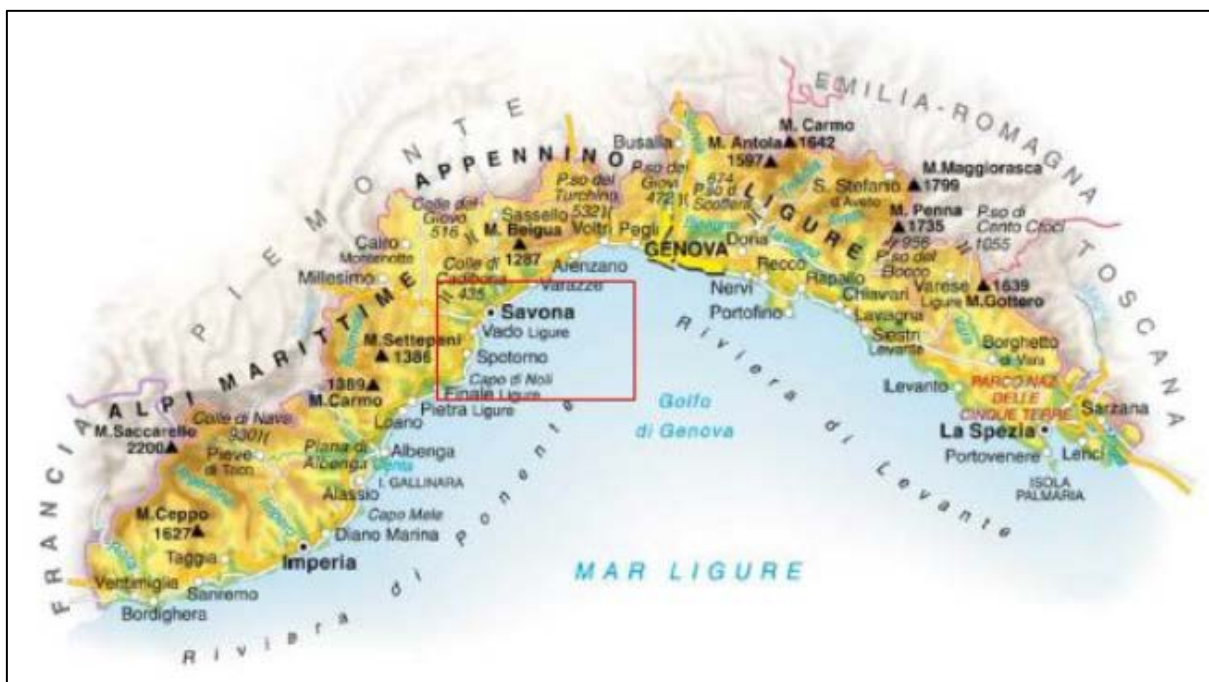 EMILIA-ROMAGNA
PIEMONTE
APPENNINO
LIGURE
ALPI MARITTIME
FRANCIA
TOSCANA
Busalla
M. Antola
1597
M. Carmo
1642
M.Maggiorasca
1799
S. Stefano
d'Aveto
M. Penna
1735
P.so di
Cento Croci
1055
P.so dei
Giovi
472
674
P.so d.
Scoffera
P.so del
Turchino
532
Colle del
Giovo
516
Sassello
M. Beigua
1287
Voltri
Pegli
GENOVA
Doria
956
P.so del
Bocco
Varese
Ligure
1639
M.Gottero
Cairo
Montenotte
Millesimo
Colle di
Cadibona
435
Arenzano
Varazze
Recco
Nervi
Rapallo
Portofino
Chiavari
Lavagna
Sestri
Levante
Savona
Vado Ligure
M.Settepani
1386
Spotorno
Capo di Noli
Finale Ligure
1389
M.Carmo
Pietra Ligure
Loano
Borghetto
di Vara
Levanto
PARCO NAZ.
DELLE
CINQUE TERRE
Sarzana
La Spezia
Portovenere
Lerici
ISOLA
PALMARIA
Golfo
di Genova
Colle di Nava
930
M.Saccarello
2200
Pieve
di Teco
Piana di
Albenga
Albenga
I. GALLINARA
Alassio
Capo Mele
M.Ceppo
1627
Diano Marina
Imperia
Taggia
Ventimiglia
Sanremo
Bordighera
Riviera di Ponente
Riviera di Levante
MAR LIGURE